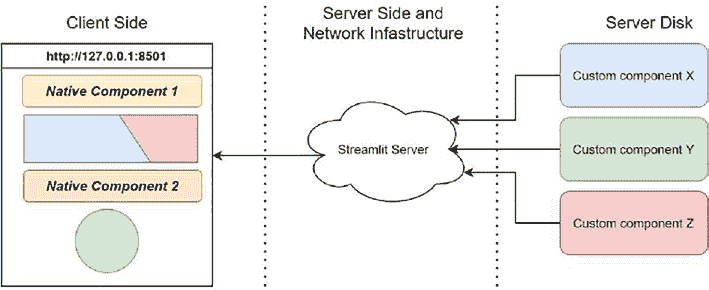 Client Side
Server Side and
Network Infastructure
Server Disk
http://127.0.0.1:8501
Native Component 1
Native Component 2
Streamlit Server
Custom component X
Custom component Y
Custom component Z